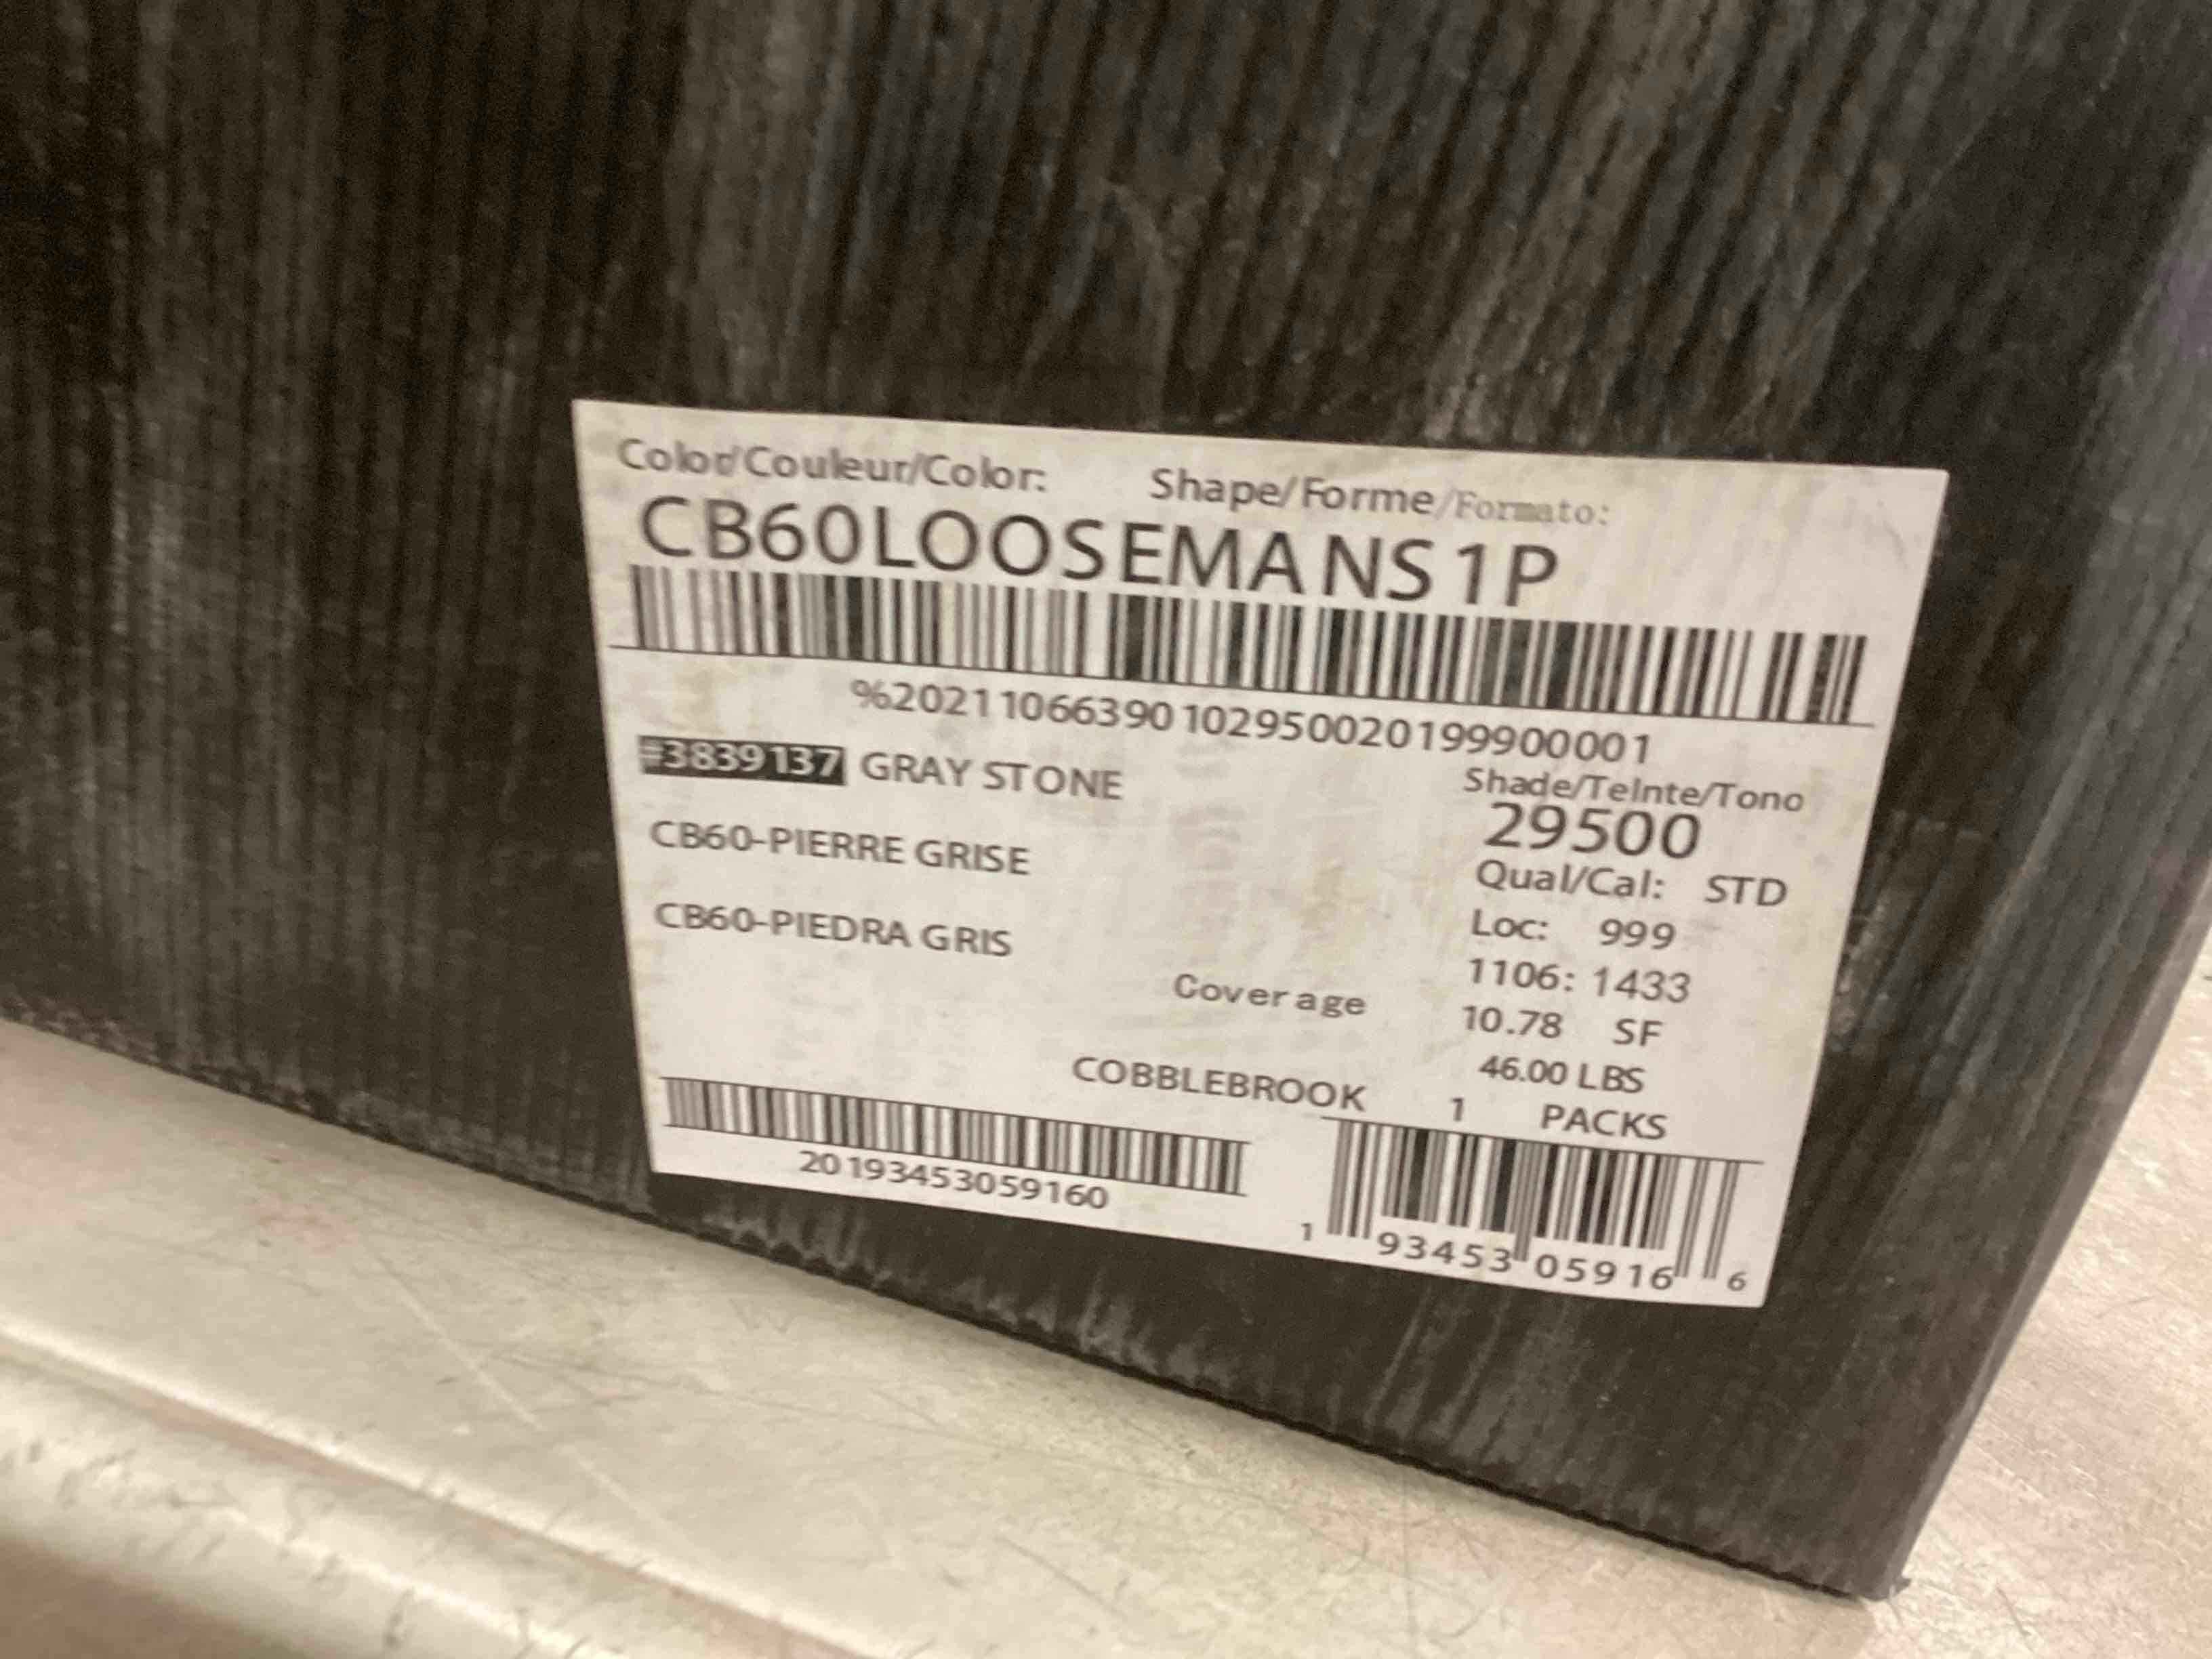 Color/Couleur/Color: Shape/Forme/Formato:
CB60LOOSEMANS1P
%20211066390102950020199900001
#3839137 GRAY STONE
Shade/Teinte/Tono
29500
CB60-PIERRE GRISE
Qual/Cal: STD
CB60-PIEDRA GRIS
Loc: 999
1106: 1433
Coverage 10.78 SF
46.00 LBS
COBBLEBROOK 1 PACKS
20193453059160
1 93453 05916 6